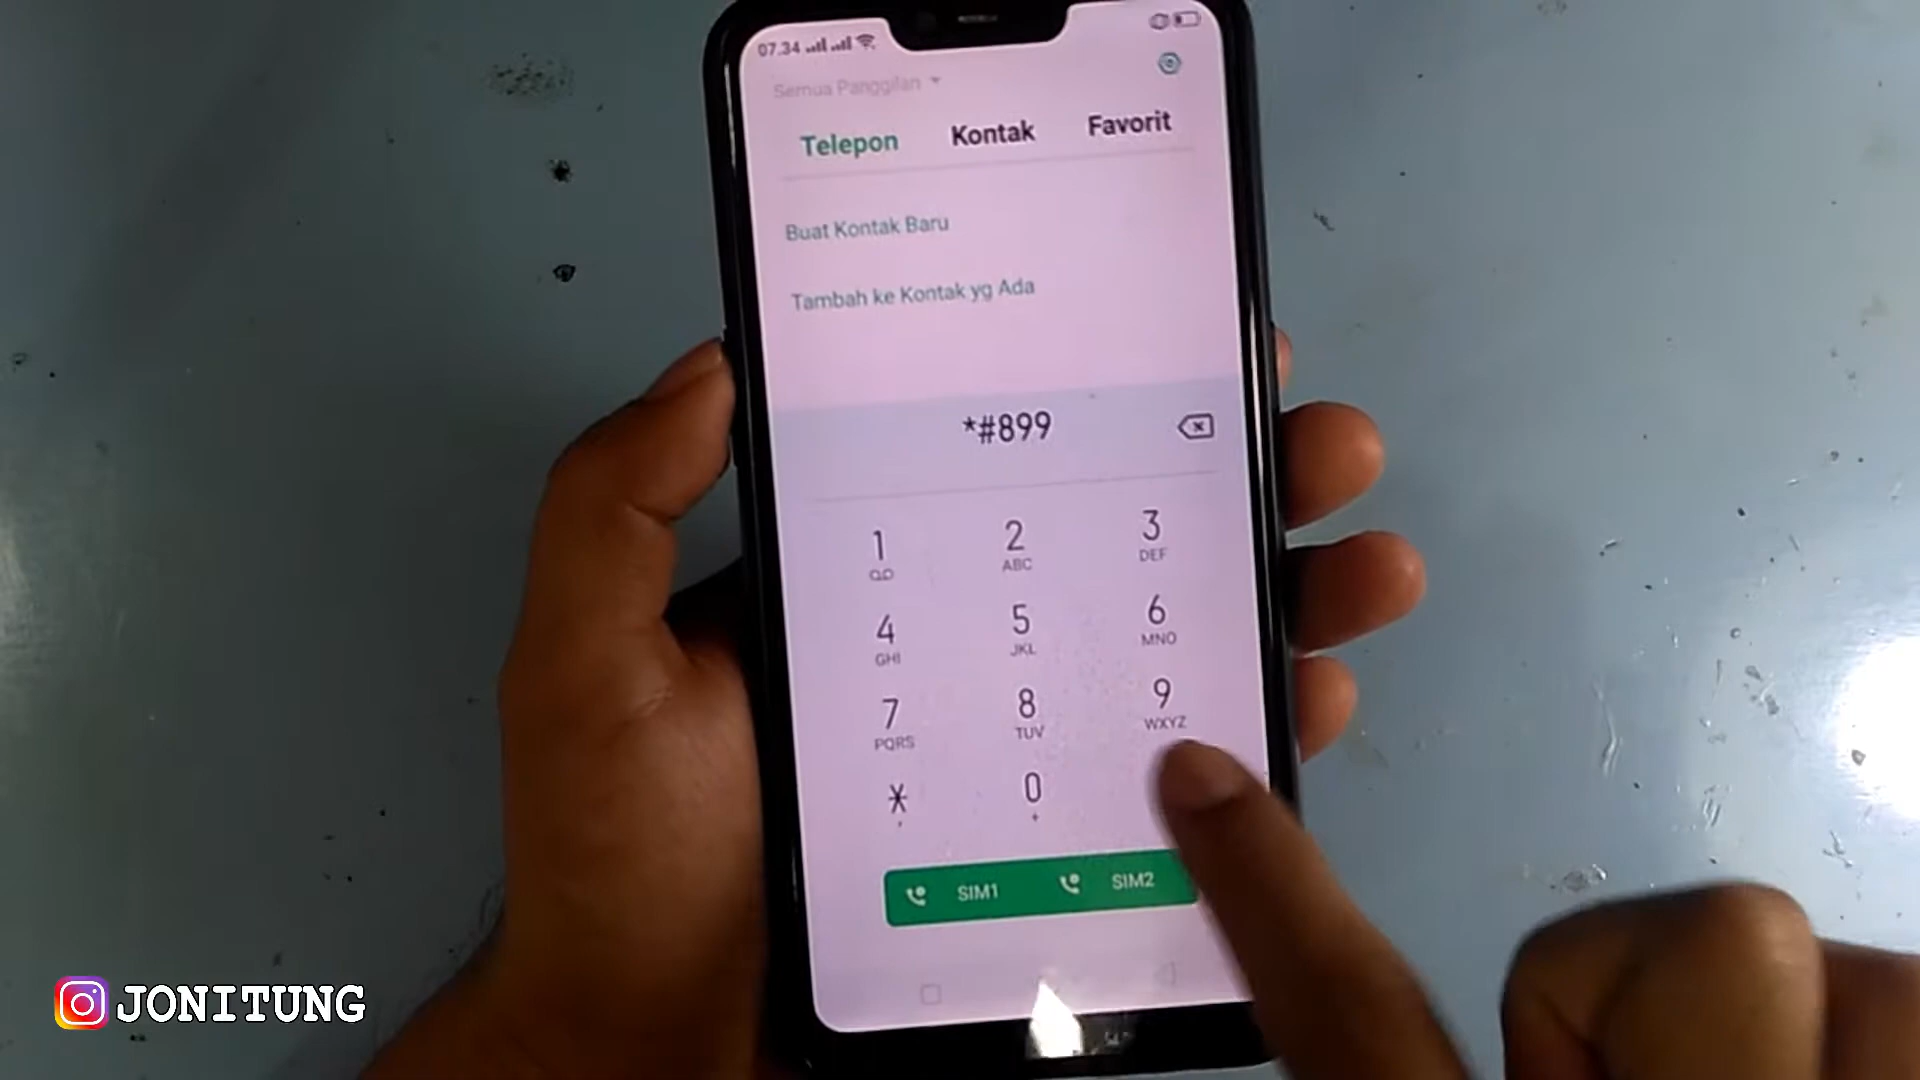 07.34
Semua Panggilan
Telepon Kontak Favorit
Buat Kontak Baru
Tambah ke Kontak yg Ada
*#899
1 2 3
ABC DEF
4 5 6
GHI JKL MNO
7 8 9
PQRS TUV WXYZ
* 0
, +
SIM1 SIM2
JONITUNG